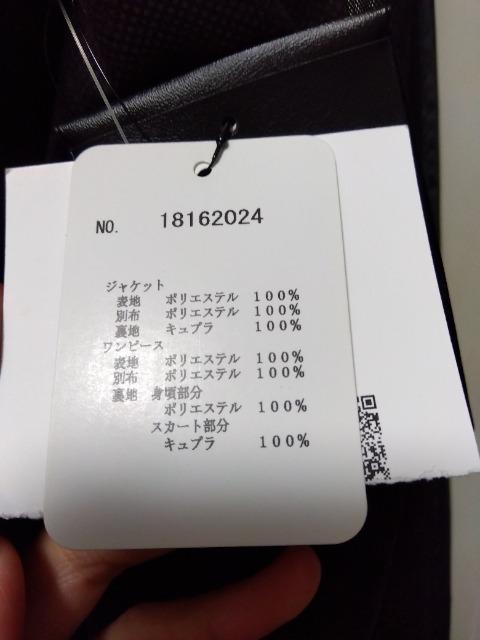 NO. 18162024
ジャケット
表地 ポリエステル 100%
別布 ポリエステル 100%
裏地 キュプラ 100%
ワンピース
表地 ポリエステル 100%
別布 ポリエステル 100%
裏地 身頃部分
ポリエステル 100%
スカート部分
キュプラ 100%